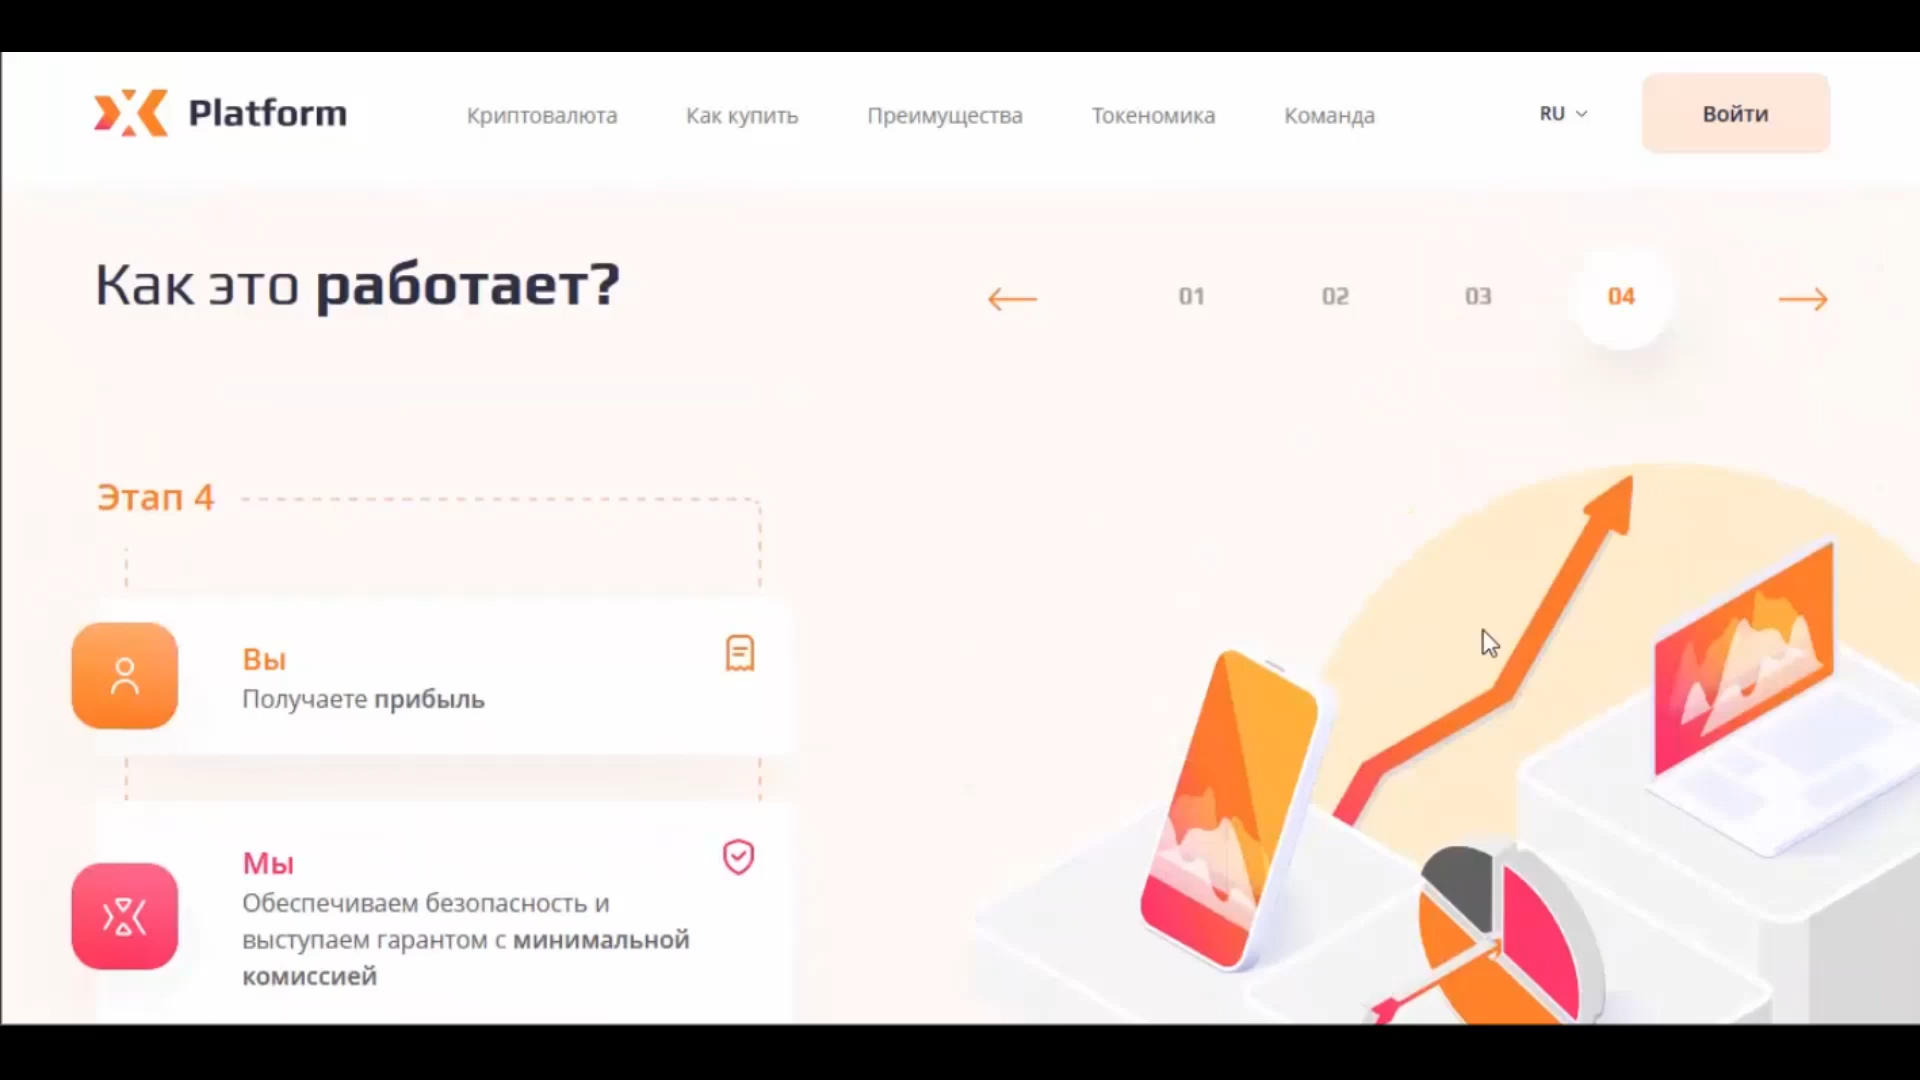 Platform
Криптовалюта
Как купить
Преимущества
Токеномика
Команда
RU
Войти
Как это работает?
01
02
03
04
Этап 4
Вы
Получаете прибыль
Мы
Обеспечиваем безопасность и
выступаем гарантом с минимальной
комиссией